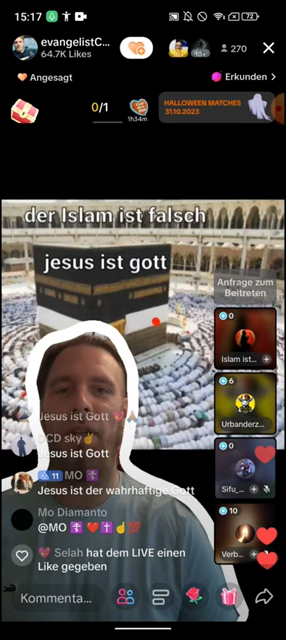 15:17
72
evangelistC...
64.7K Likes
270
Angesagt
Erkunden >
0/1
1h34m
HALLOWEEN MATCHES
31.10.2023
der Islam ist falsch
jesus ist gott
Anfrage zum
Beitreten
0
Islam ist...
6
Urbanderz...
0
Sifu_...
10
Verb...
Jesus ist Gott
CD sky
Jesus ist Gott
11 MO
Jesus ist der wahrhaftige Gott
Mo Diamanto
@MO 💯
Selah hat dem LIVE einen
Like gegeben
Kommenta...